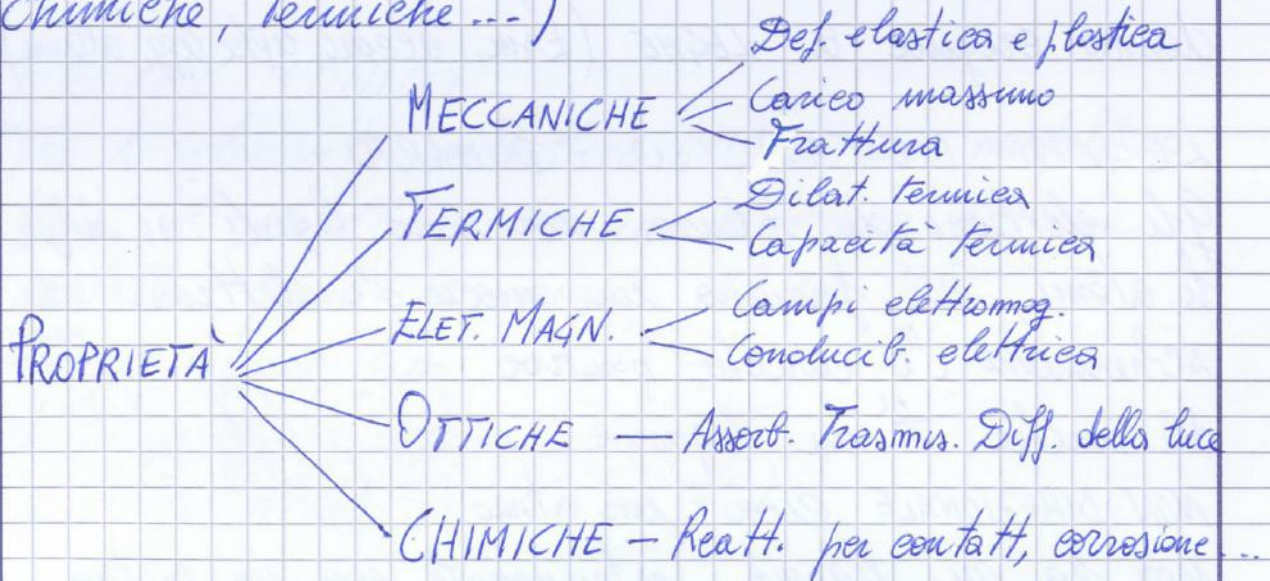 Chimiche, Termiche ...)
Def. elastica e plastica
MECCANICHE
Carico massimo
Frattura
TERMICHE
Dilat. termica
Capacità termica
ELET. MAGN.
Campi elettromag.
Conducib. elettrica
PROPRIETÀ
OTTICHE — Assorb. Trasmis. Diff. della luce
CHIMICHE - Reatt. per contatt, corrosione ...